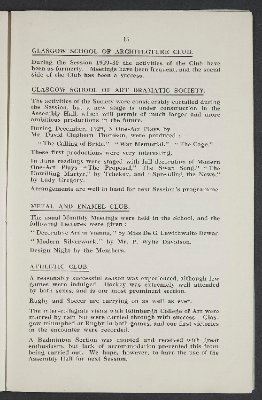 15
GLASGOW SCHOOL OF ARCHITECTURE CLUB.
During the Session 1929-30 the activities of the Club have
been as formerly. Meetings have been frequent, and the social
side of the Club has been a success.
GLASGOW SCHOOL OF ART DRAMATIC SOCIETY.
The activities of the Society were considerably curtailed during
the Session, but a new stage is under construction in the
Assembly Hall, which will permit of much larger and more
ambitious productions in the future.
During December, 1929, 3 One-Act Plays by
Mr. David Clapham Thomson, were produced:
"The Calling of Bride." "War Memorial." "The Cage."
These first productions were very interesting.
In June readings were staged with full decorative of Modern
One-Act Plays. "The Proposal," "The Swan Song," "The
Unwilling Martyr," by Tchekov, and "Spreading the News,"
by Lady Gregory.
Arrangements are well in hand for next Session's programme.
METAL AND ENAMEL CLUB.
The usual Monthly Meetings were held in the School, and the
following Lectures were given:
"Decorative Art in Vienna," by Miss De C. Lewthwaite Dewar.
"Modern Silverwork," by Mr. P. Wylie Davidson.
Design Night by the Members.
ATHLETIC CLUB.
A reasonably successful season was experienced, although few
games were indulged. Hockey was extremely well attended
by both sexes, and is our most prominent section.
Rugby and Soccer are carrying on as well as ever.
The inter-collegiate visits with Edinburgh College of Art were
marred by rain but were carried through with success. Glas-
gow triumphed at Rugby in both games, and our first victories
in the encounter were recorded.
A Badminton Section was created and received with great
enthusiasm, but lack of accommodation prevented this from
being carried out. We hope, however, to have the use of the
Assembly Hall for next Session.